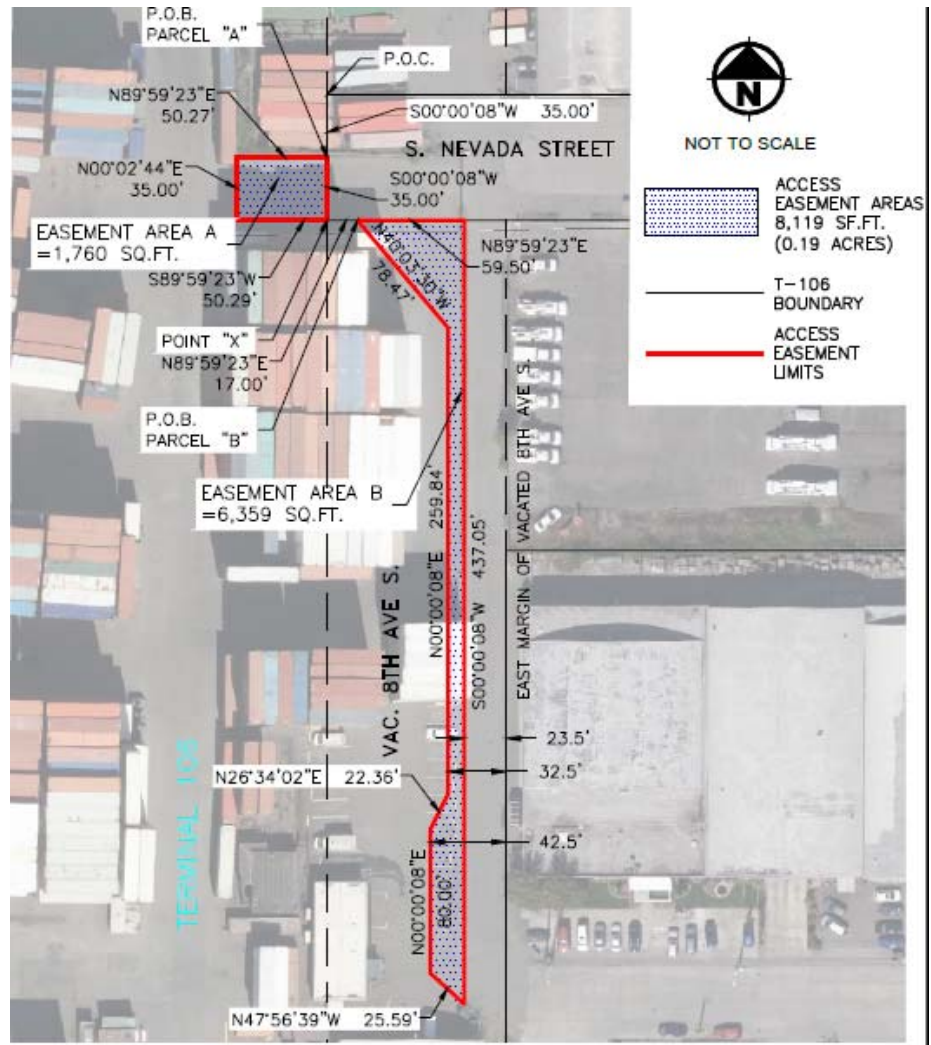 P.O.B.
PARCEL "A"
P.O.C.
N89°59'23"E
50.27'
S00°00'08"W 35.00'
N
NOT TO SCALE
S. NEVADA STREET
N00°02'44"E
35.00'
S00°00'08"W
35.00'
ACCESS
EASEMENT AREAS
8,119 SF.FT.
(0.19 ACRES)
EASEMENT AREA A
=1,760 SQ.FT.
N40°03'30"W
78.47'
N89°59'23"E
59.50'
S89°59'23"W
50.29'
T-106
BOUNDARY
POINT "X"
N89°59'23"E
17.00'
ACCESS
EASEMENT
LIMITS
P.O.B.
PARCEL "B"
EASEMENT AREA B
=6,359 SQ.FT.
N00°00'08"E 259.84'
S00°00'08"W 437.05'
EAST MARGIN OF VACATED 8TH AVE S.
VAC. 8TH AVE S.
23.5'
N26°34'02"E 22.36'
32.5'
42.5'
TERMINAL 106
N00°00'08"E
80.00'
N47°56'39"W 25.59'